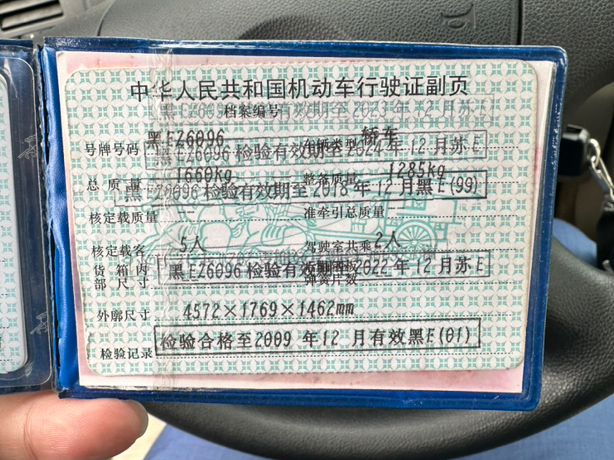 中华人民共和国机动车行驶证副页
黑EZ6096检验有效期至2023年12月苏E
档案编号
号牌号码 黑EZ6096 车辆类型 轿车
黑EZ6096检验有效期至2024年12月苏E
总质量 1660kg 整备质量 1285kg
黑EZ6096检验有效期至2018年12月黑E(99)
核定载质量 — 准牵引总质量 —
核定载客 5人 驾驶室共乘 2人
货箱内部尺寸
黑EZ6096检验有效期至2022年12月苏E
外廓尺寸 4572×1769×1462mm
检验记录 检验合格至2009年12月有效黑E(01)